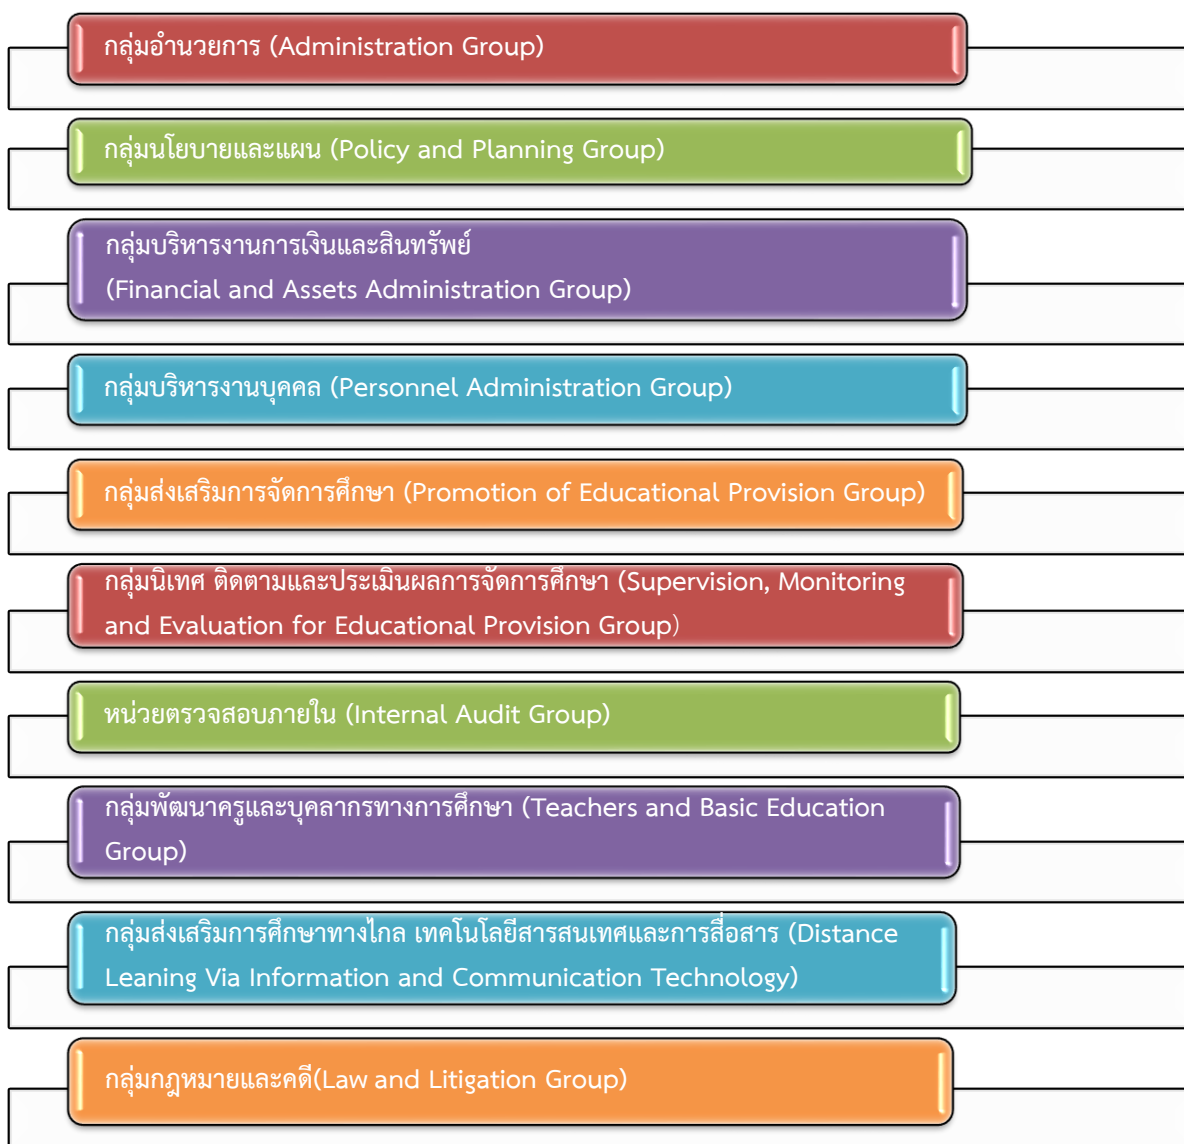 กลุ่มอำนวยการ (Administration Group)
กลุ่มนโยบายและแผน (Policy and Planning Group)
กลุ่มบริหารงานการเงินและสินทรัพย์
(Financial and Assets Administration Group)
กลุ่มบริหารงานบุคคล (Personnel Administration Group)
กลุ่มส่งเสริมการจัดการศึกษา (Promotion of Educational Provision Group)
กลุ่มนิเทศ ติดตามและประเมินผลการจัดการศึกษา (Supervision, Monitoring
and Evaluation for Educational Provision Group)
หน่วยตรวจสอบภายใน (Internal Audit Group)
กลุ่มพัฒนาครูและบุคลากรทางการศึกษา (Teachers and Basic Education
Group)
กลุ่มส่งเสริมการศึกษาทางไกล เทคโนโลยีสารสนเทศและการสื่อสาร (Distance
Leaning Via Information and Communication Technology)
กลุ่มกฎหมายและคดี(Law and Litigation Group)